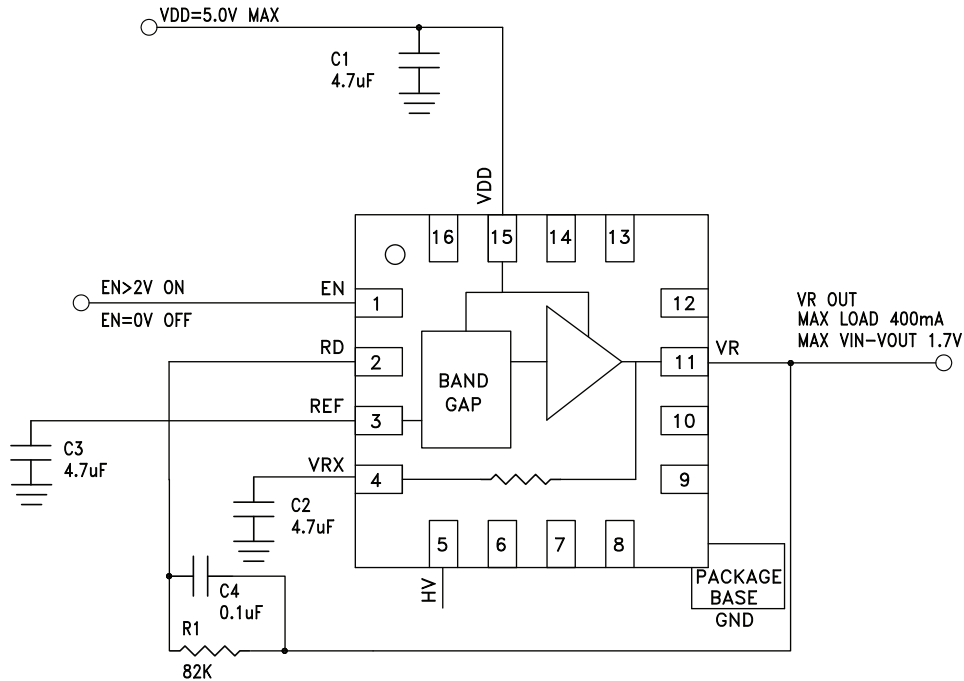 VDD=5.0V MAX
C1
4.7uF
VDD
16
15
14
13
EN>2V ON
EN
1
12
EN=0V OFF
VR OUT
MAX LOAD 400mA
MAX VIN-VOUT 1.7V
RD
2
11
VR
BAND
GAP
REF
3
10
C3
4.7uF
VRX
4
9
C2
4.7uF
5
6
7
8
HV
PACKAGE
BASE
GND
C4
0.1uF
R1
82K